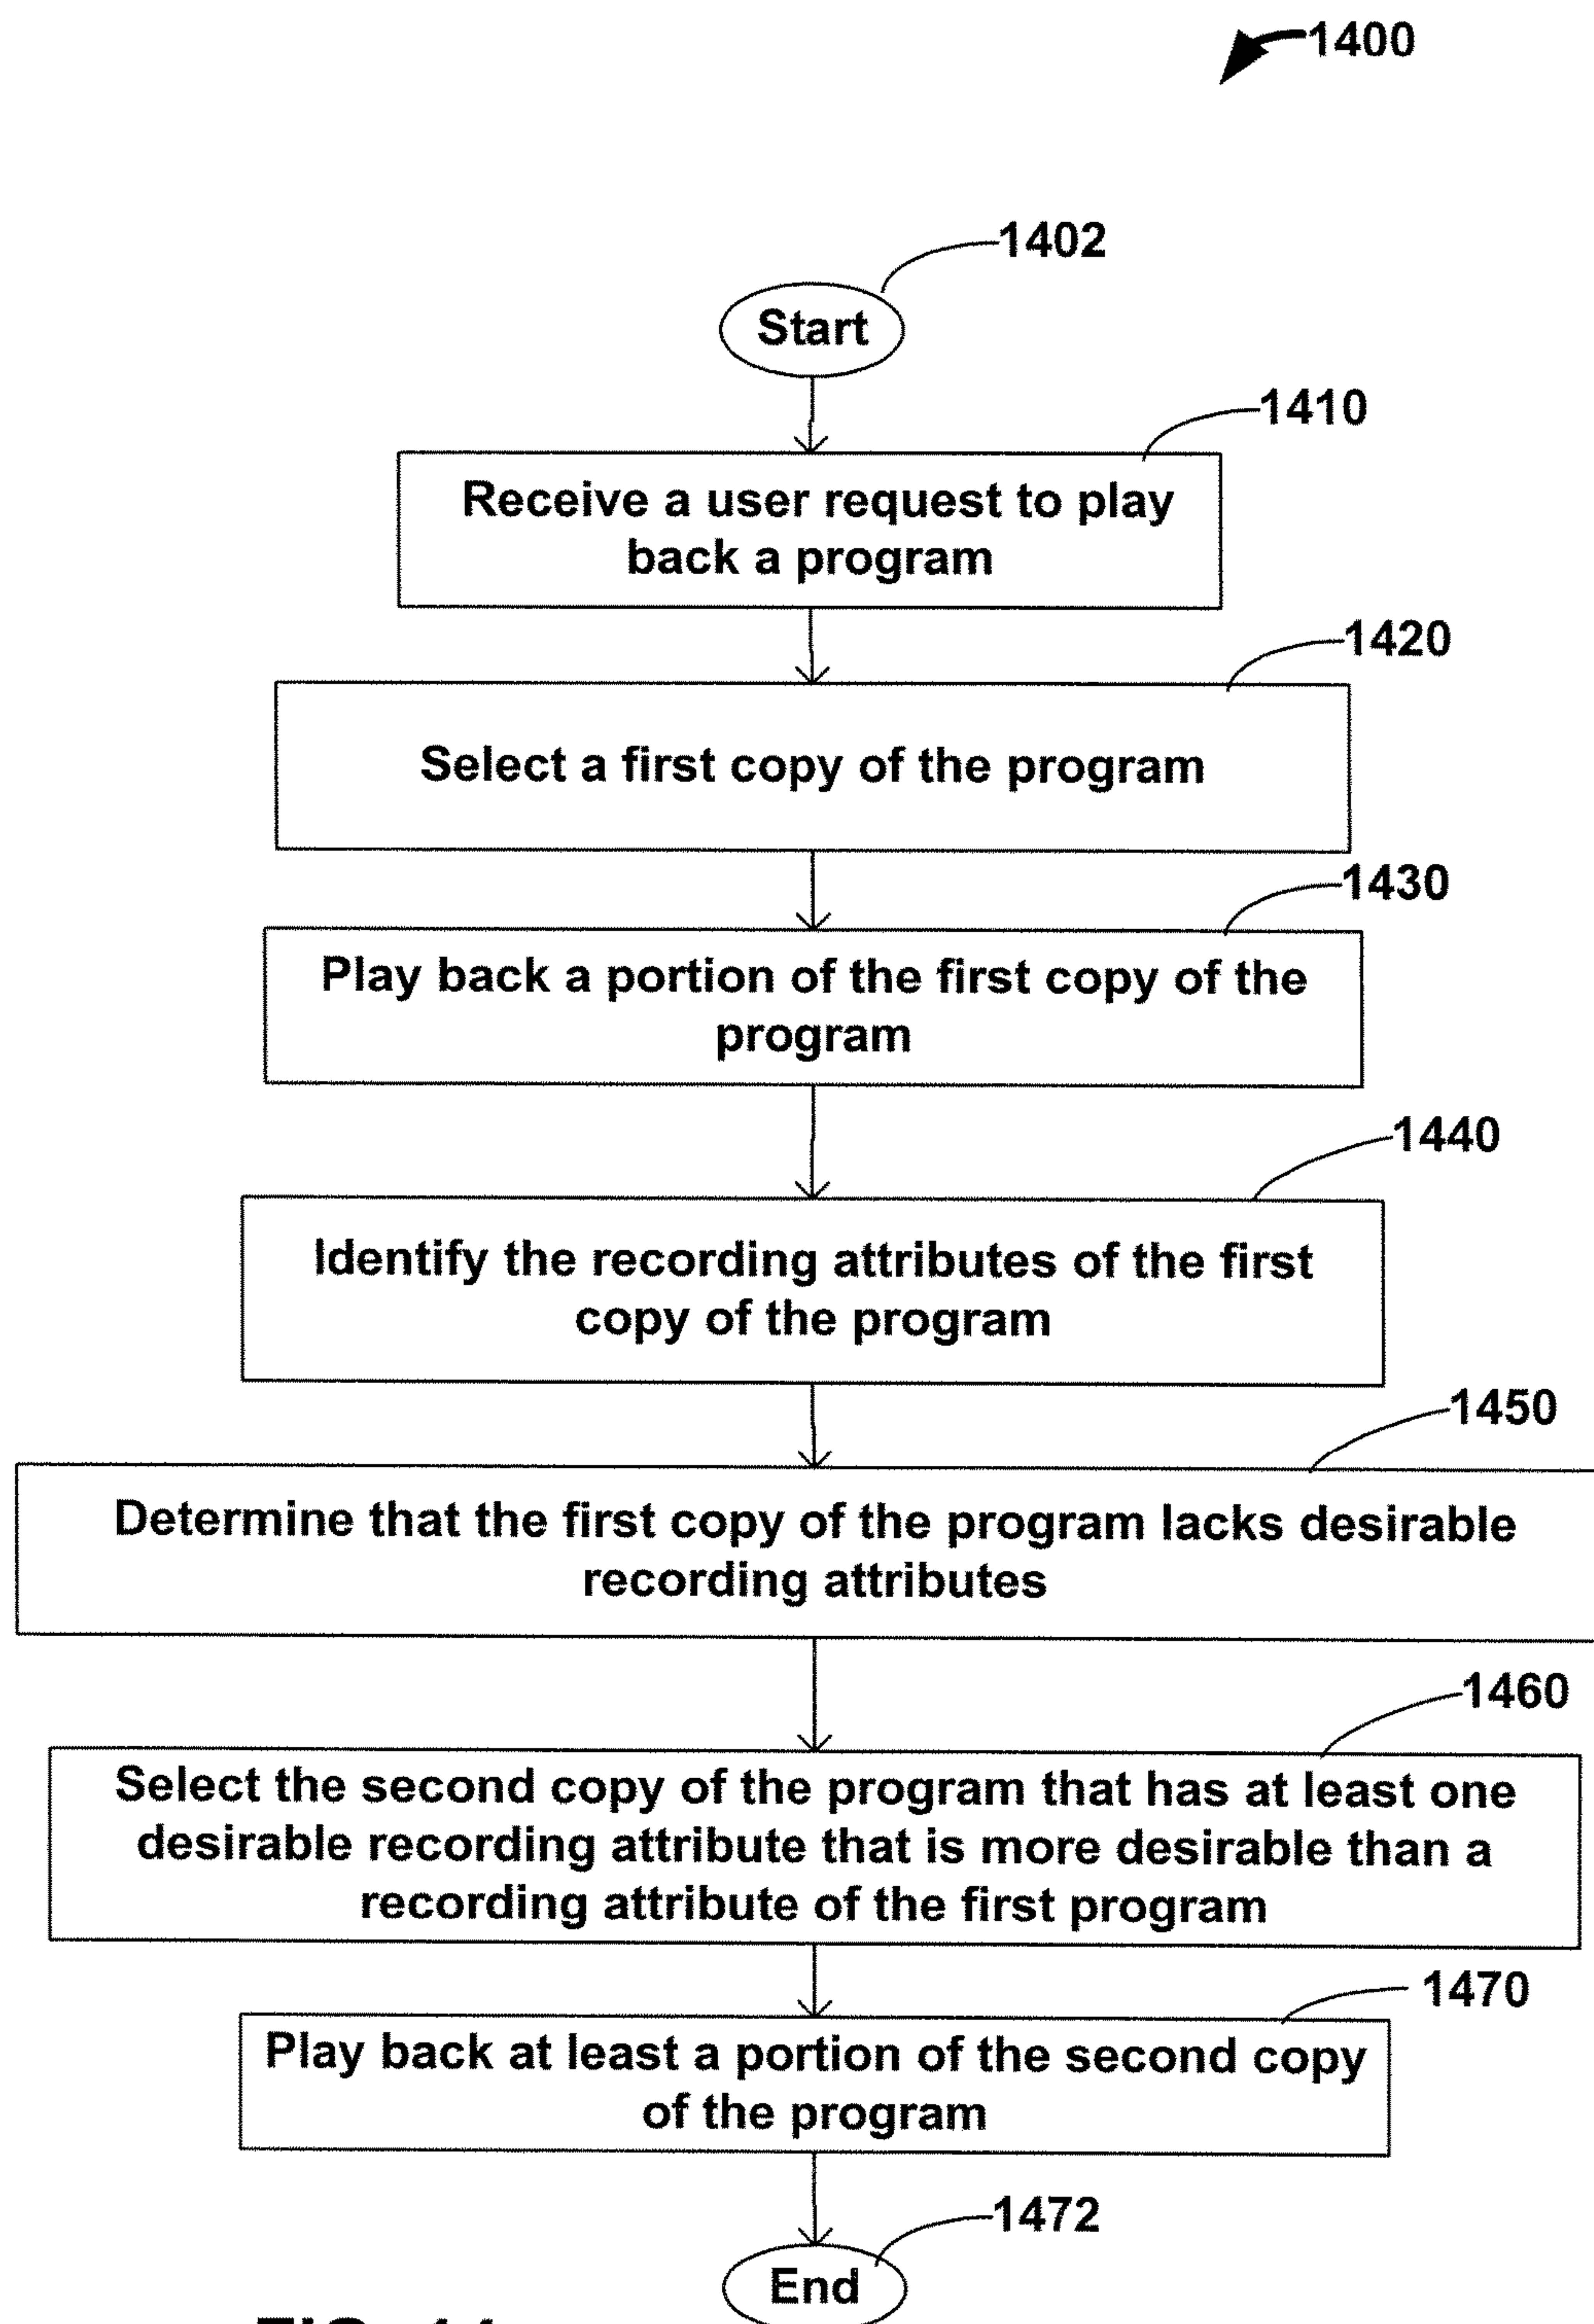 1400
1402
Start
1410
Receive a user request to play
back a program
1420
Select a first copy of the program
1430
Play back a portion of the first copy of the
program
1440
Identify the recording attributes of the first
copy of the program
1450
Determine that the first copy of the program lacks desirable
recording attributes
1460
Select the second copy of the program that has at least one
desirable recording attribute that is more desirable than a
recording attribute of the first program
1470
Play back at least a portion of the second copy
of the program
1472
End